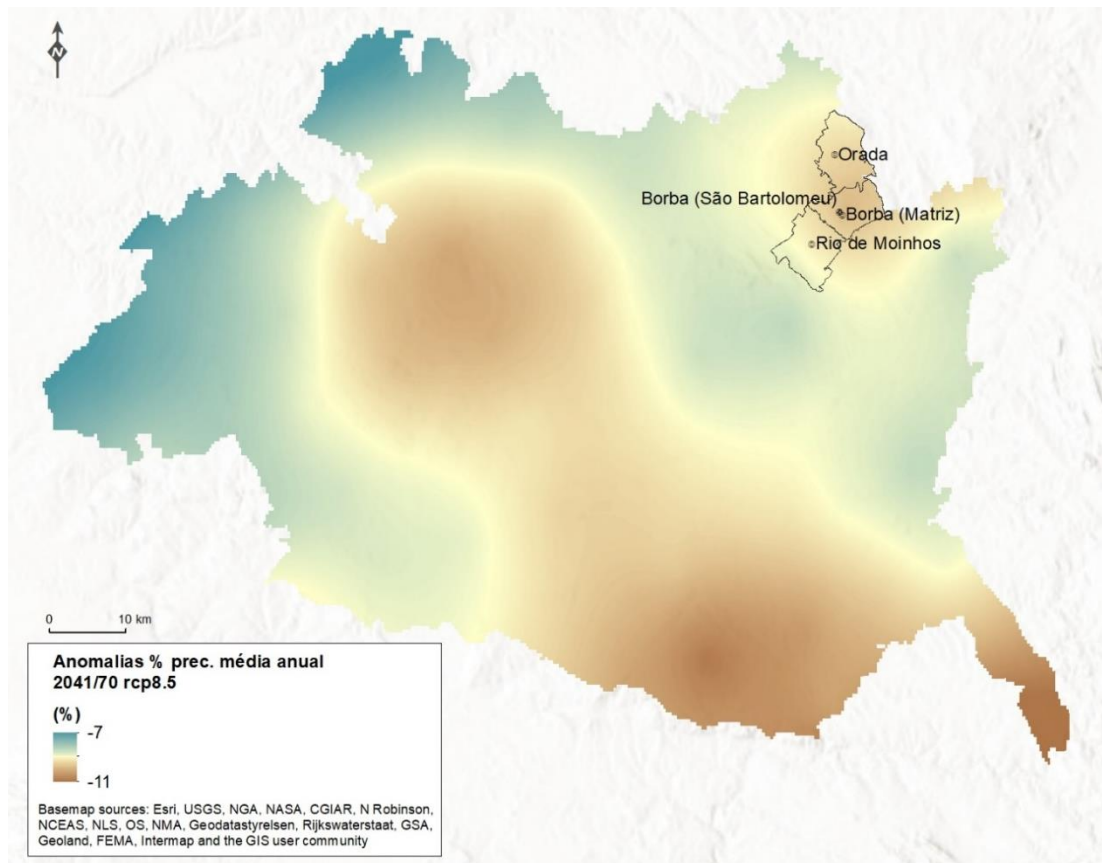 N
Orada
Borba (São Bartolomeu)
Borba (Matriz)
Rio de Moinhos
0 10 km
Anomalias % prec. média anual
2041/70 rcp8.5
(%)
-7
-11
Basemap sources: Esri, USGS, NGA, NASA, CGIAR, N Robinson,
NCEAS, NLS, OS, NMA, Geodatastyrelsen, Rijkswaterstaat, GSA,
Geoland, FEMA, Intermap and the GIS user community